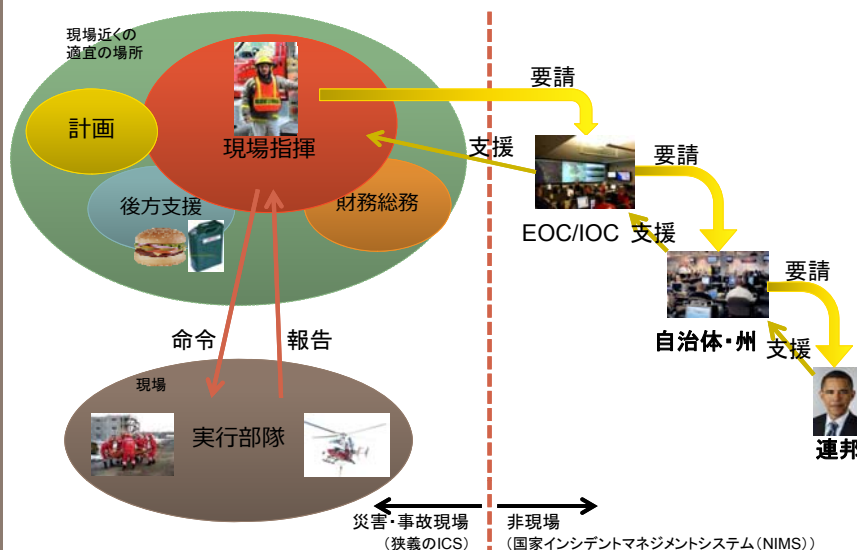 現場近くの
適宜の場所
計画
現場指揮
後方支援
財務総務
要請
支援
要請
EOC/IOC 支援
要請
自治体・州 支援
連邦
命令
報告
現場
実行部隊
災害・事故現場
（狭義のICS）
非現場
（国家インシデントマネジメントシステム（NIMS））